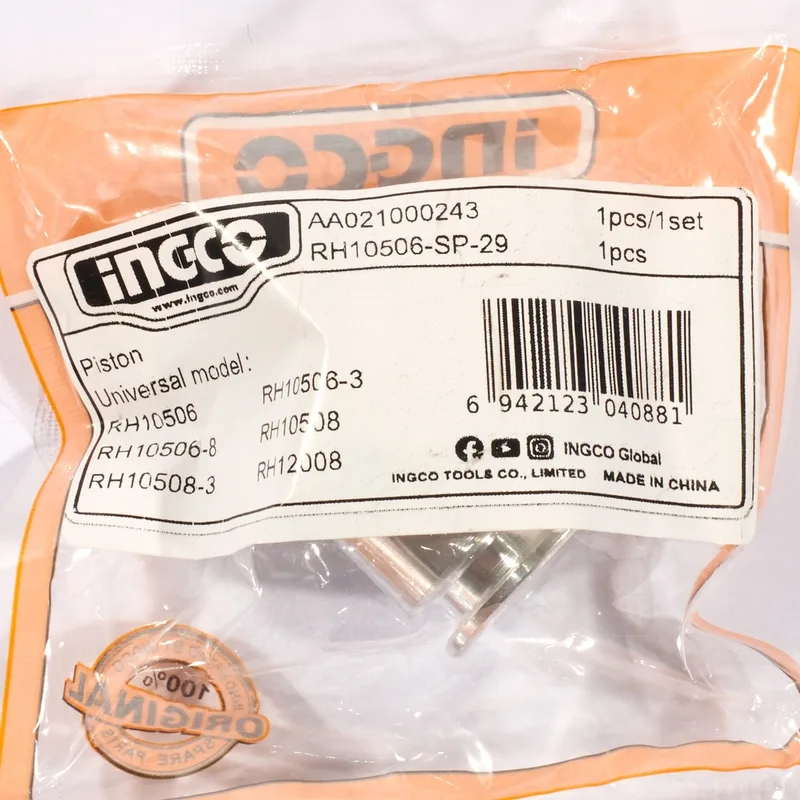 INGCO
INGCO
www.ingco.com
AA021000243
1pcs/1set
RH10506-SP-29
1pcs
Piston
Universal model:
RH10506
RH10506-3
RH10506-8
RH10508
RH10508-3
RH12008
6 942123 040881
INGCO Global
INGCO TOOLS CO., LIMITED MADE IN CHINA
100%
ORIGINAL
SPARE PARTS